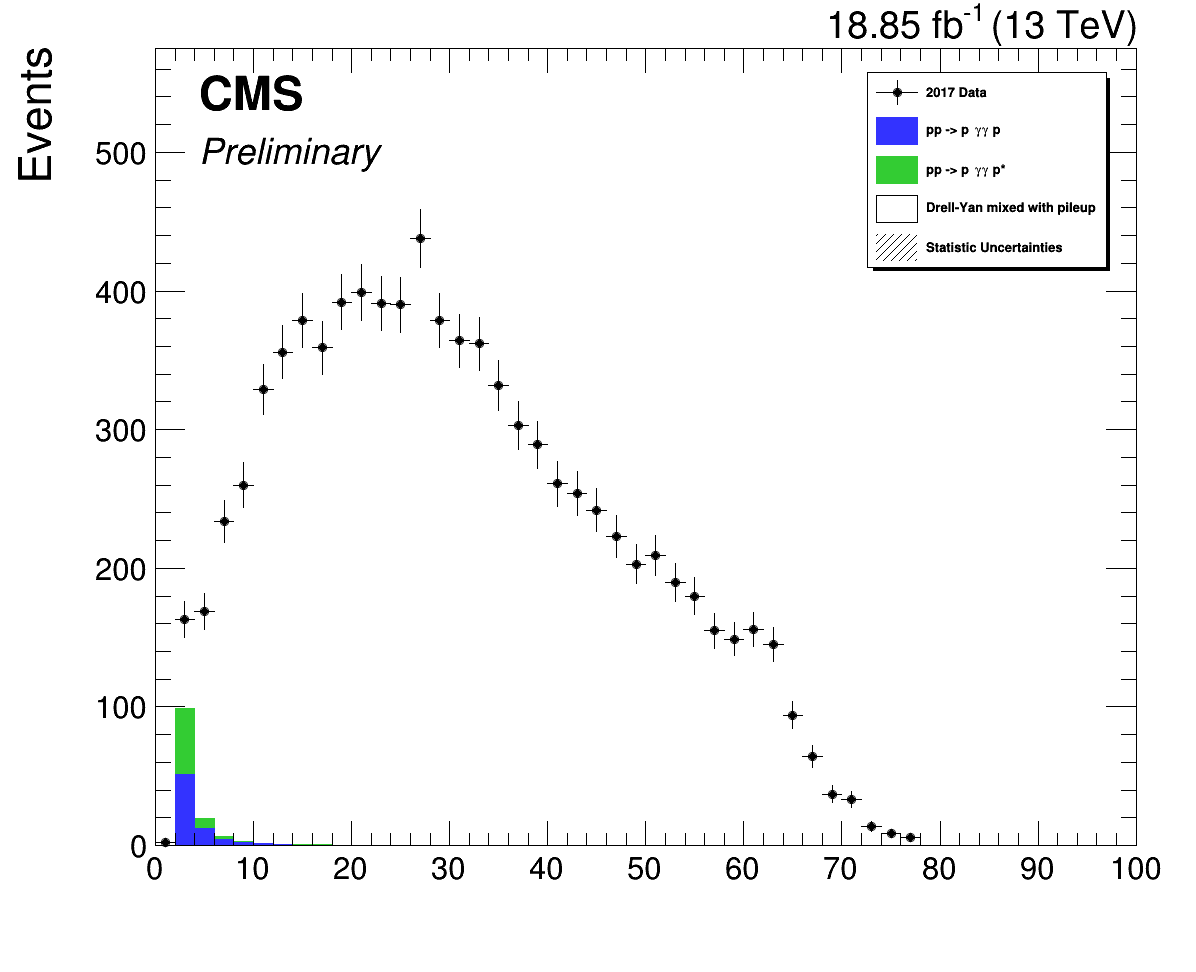 18.85 fb⁻¹ (13 TeV)
Events
CMS
Preliminary
2017 Data
pp -> p γγ p
pp -> p γγ p*
Drell-Yan mixed with pileup
Statistic Uncertainties
500
400
300
200
100
0
0 10 20 30 40 50 60 70 80 90 100